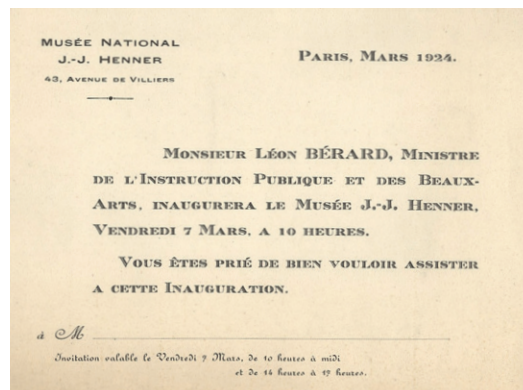 MUSÉE NATIONAL
J.-J. HENNER
43, AVENUE DE VILLIERS
PARIS, MARS 1924.
MONSIEUR LÉON BÉRARD, MINISTRE
DE L'INSTRUCTION PUBLIQUE ET DES BEAUX-
ARTS, INAUGURERA LE MUSÉE J.-J. HENNER,
VENDREDI 7 MARS, A 10 HEURES.
VOUS ÊTES PRIÉ DE BIEN VOULOIR ASSISTER
A CETTE INAUGURATION.
à M
Invitation valable le Vendredi 7 Mars, de 10 heures à midi
et de 14 heures à 17 heures.